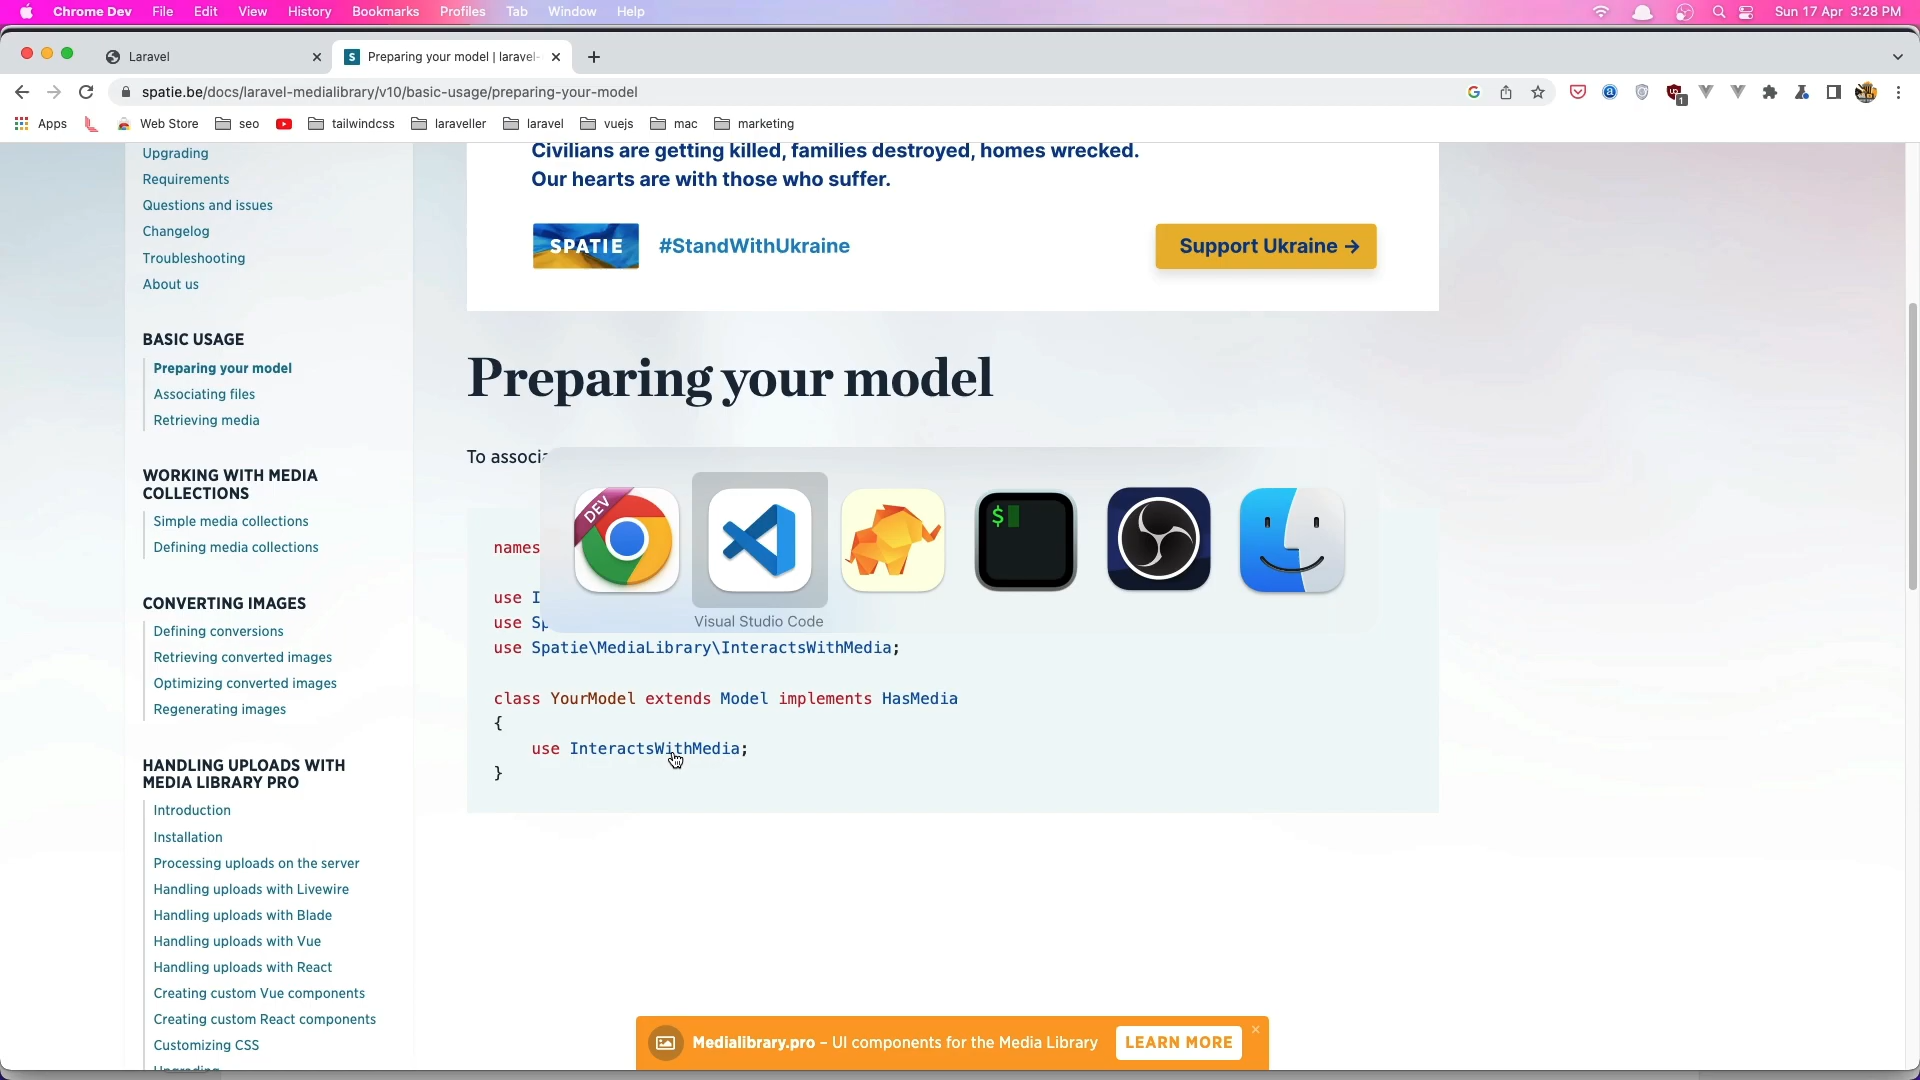 Chrome Dev File Edit View History Bookmarks Profiles Tab Window Help Sun 17 Apr 3:28 PM
Laravel
Preparing your model | laravel-
spatie.be/docs/laravel-medialibrary/v10/basic-usage/preparing-your-model
Apps Web Store seo tailwindcss laraveller laravel vuejs mac marketing
Upgrading
Requirements
Questions and issues
Changelog
Troubleshooting
About us
BASIC USAGE
Preparing your model
Associating files
Retrieving media
WORKING WITH MEDIA
COLLECTIONS
Simple media collections
Defining media collections
CONVERTING IMAGES
Defining conversions
Retrieving converted images
Optimizing converted images
Regenerating images
HANDLING UPLOADS WITH
MEDIA LIBRARY PRO
Introduction
Installation
Processing uploads on the server
Handling uploads with Livewire
Handling uploads with Blade
Handling uploads with Vue
Handling uploads with React
Creating custom Vue components
Creating custom React components
Customizing CSS
Civilians are getting killed, families destroyed, homes wrecked.
Our hearts are with those who suffer.
SPATIE #StandWithUkraine
Support Ukraine →
Preparing your model
To associa
DEV
$
Visual Studio Code
names
use I
use Sp
use Spatie\MediaLibrary\InteractsWithMedia;
class YourModel extends Model implements HasMedia
{
use InteractsWithMedia;
}
Medialibrary.pro – UI components for the Media Library LEARN MORE